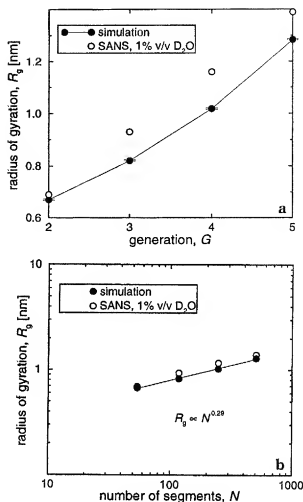 simulation
SANS, 1% v/v D₂O
radius of gyration, Rg [nm]
1.2
1.0
0.8
0.6
2 3 4 5
generation, G
a
simulation
SANS, 1% v/v D₂O
radius of gyration, Rg [nm]
10
1
Rg ∝ N^0.29
10 100 1000
number of segments, N
b